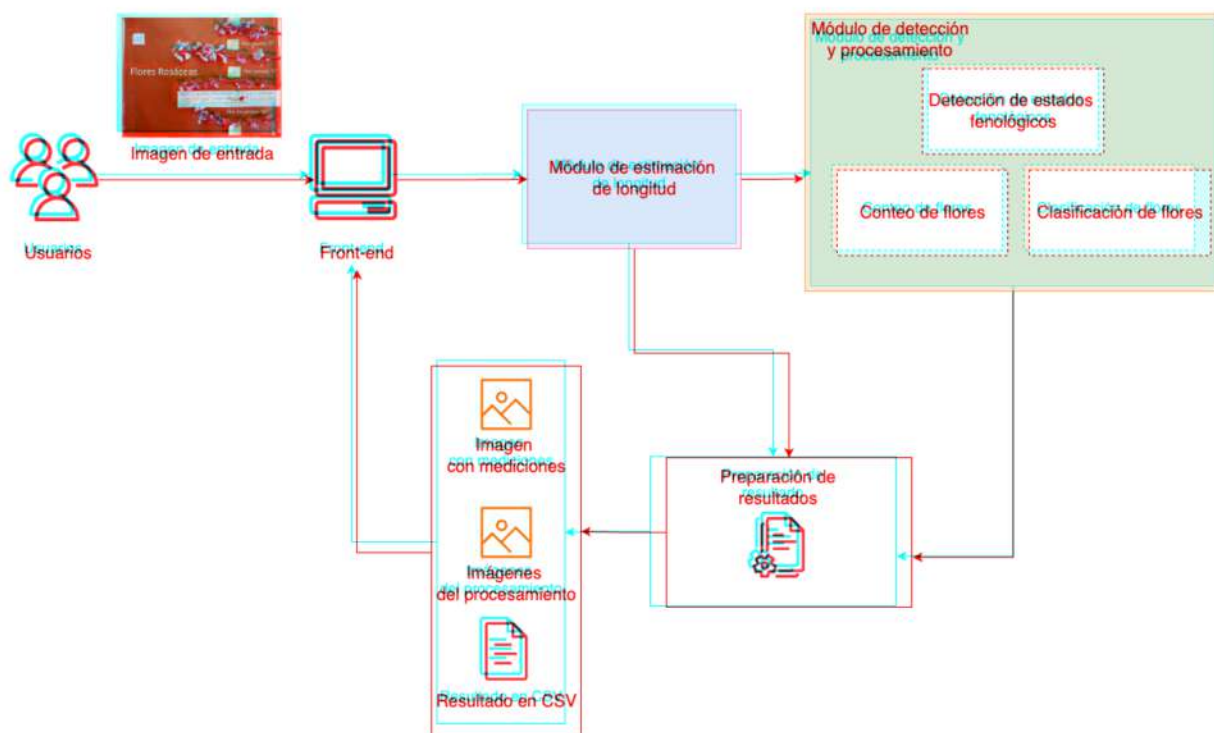 Flores Rosáceas
Imagen de entrada
Usuarios
Front-end
Módulo de estimación
de longitud
Módulo de detección
y procesamiento
Detección de estados
fenológicos
Conteo de flores
Clasificación de flores
Imagen
con mediciones
Imágenes
del procesamiento
Resultado en CSV
Preparación de
resultados